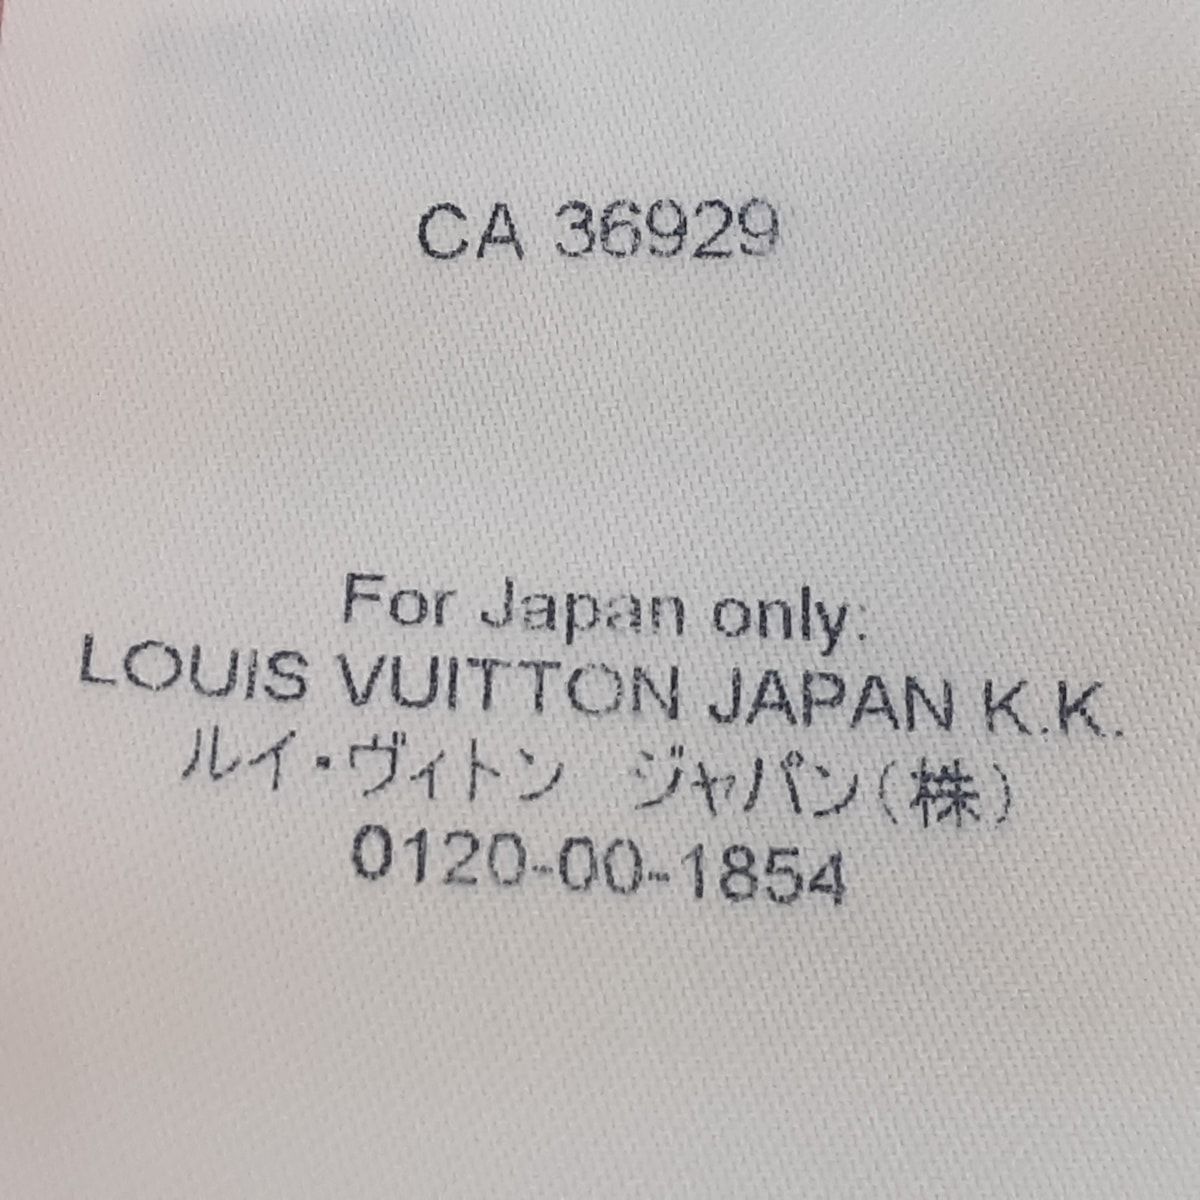 CA 36929
For Japan only:
LOUIS VUITTON JAPAN K.K.
ルイ・ヴィトン ジャパン(株)
0120-00-1854